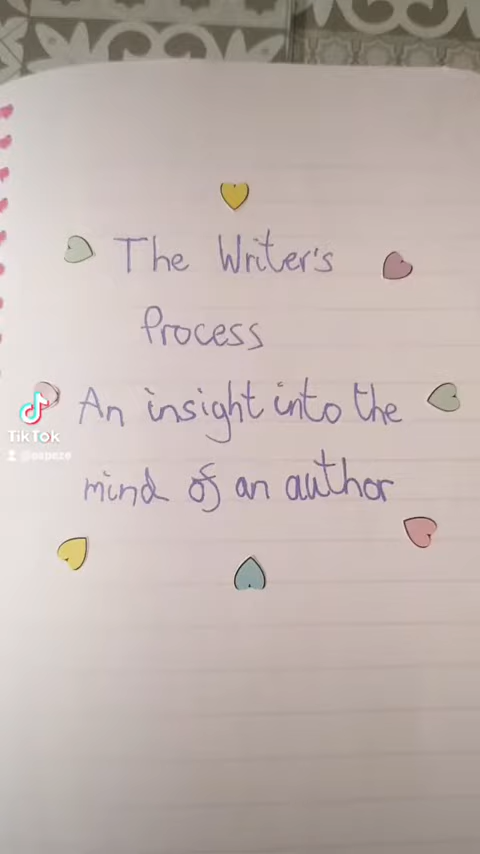 The Writer's
Process
An insight into the
mind of an author
TikTok